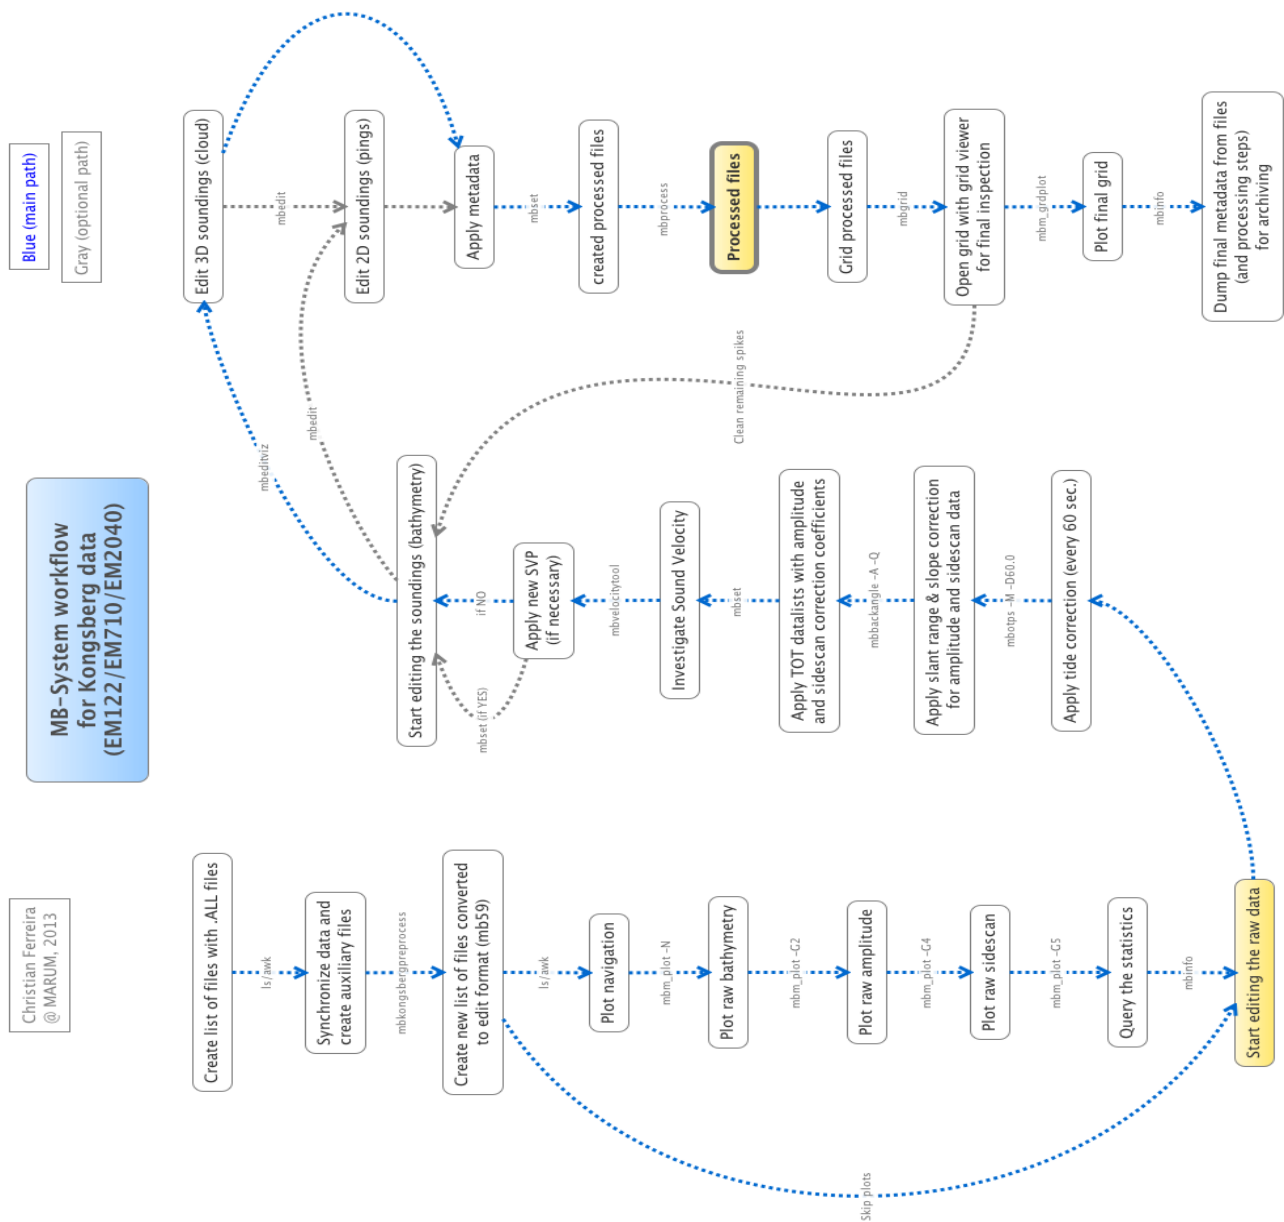 Christian Ferreira
@ MARUM, 2013
MB-System workflow
for Kongsberg data
(EM122/EM710/EM2040)
Blue (main path)
Gray (optional path)
Create list of files with .ALL files
ls/awk
Synchronize data and
create auxiliary files
mbkongsbergpreprocess
Create new list of files converted
to edit format (mb59)
ls/awk
Plot navigation
mbm_plot -N
Plot raw bathymetry
mbm_plot -G2
Plot raw amplitude
mbm_plot -G4
Plot raw sidescan
mbm_plot -G5
Query the statistics
mbinfo
Skip plots
Start editing the raw data
Apply tide correction (every 60 sec.)
mbotps -M -D60.0
Apply slant range & slope correction
for amplitude and sidescan data
mbbackangle -A -Q
Apply TOT datalists with amplitude
and sidescan correction coefficients
mbset
Investigate Sound Velocity
mbvelocitytool
Apply new SVP
(if necessary)
if NO
mbset (if YES)
Start editing the soundings (bathymetry)
mbeditviz
mbedit
Edit 3D soundings (cloud)
mbedit
Edit 2D soundings (pings)
Apply metadata
mbset
created processed files
mbprocess
Processed files
Grid processed files
mbgrid
Open grid with grid viewer
for final inspection
Clean remaining spikes
mbm_grdplot
Plot final grid
mbinfo
Dump final metadata from files
(and processing steps)
for archiving